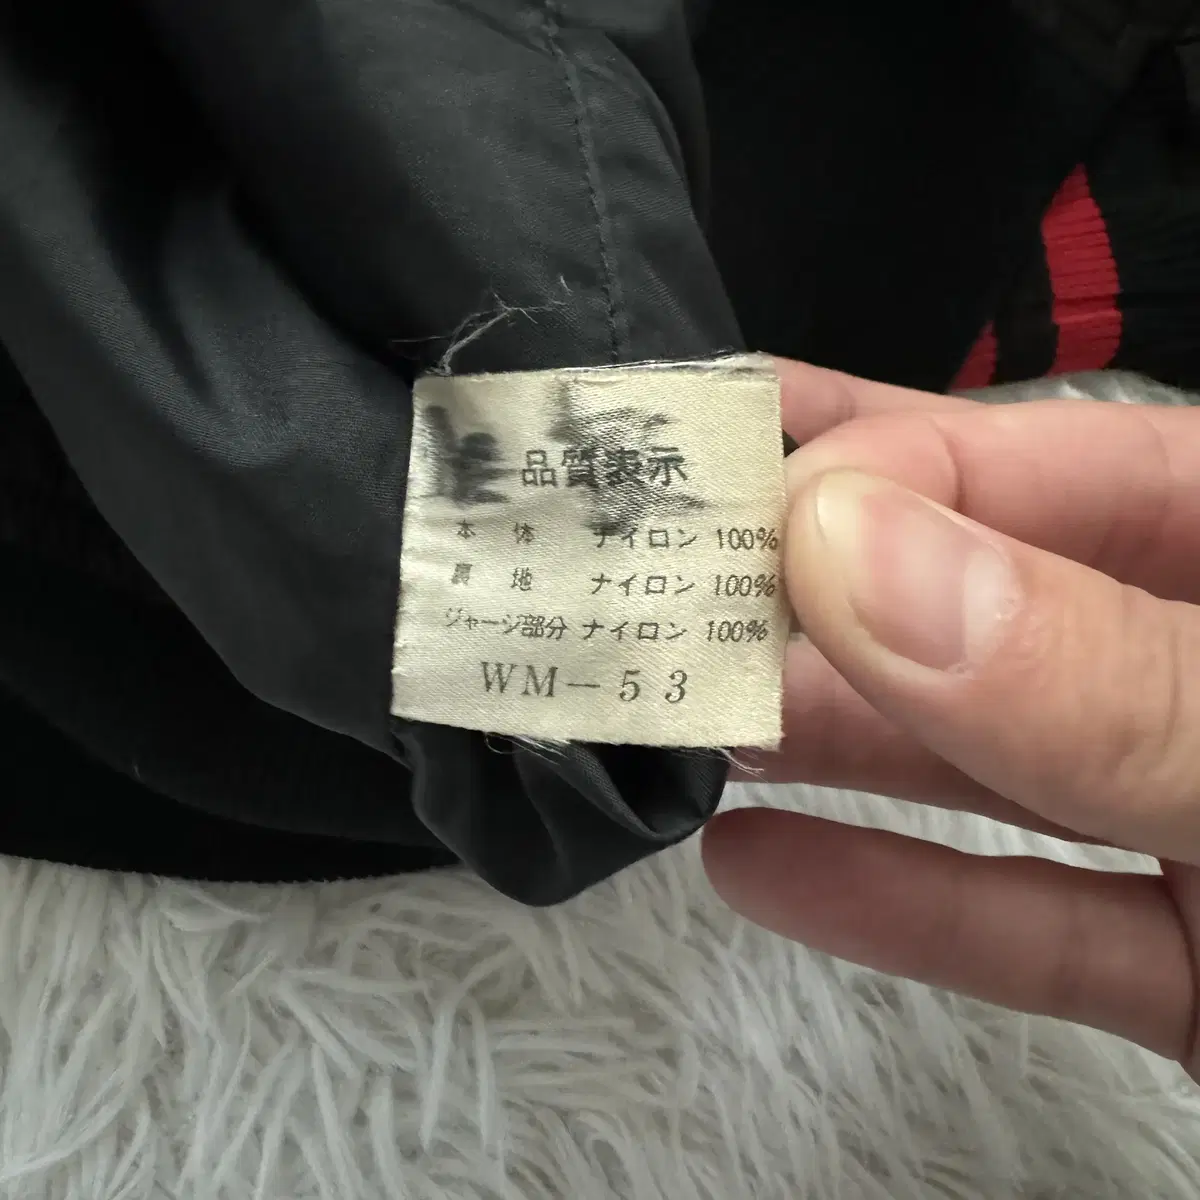 品質表示
本 体 ナイロン 100%
裏 地 ナイロン 100%
ジャージ部分 ナイロン 100%
WM-53